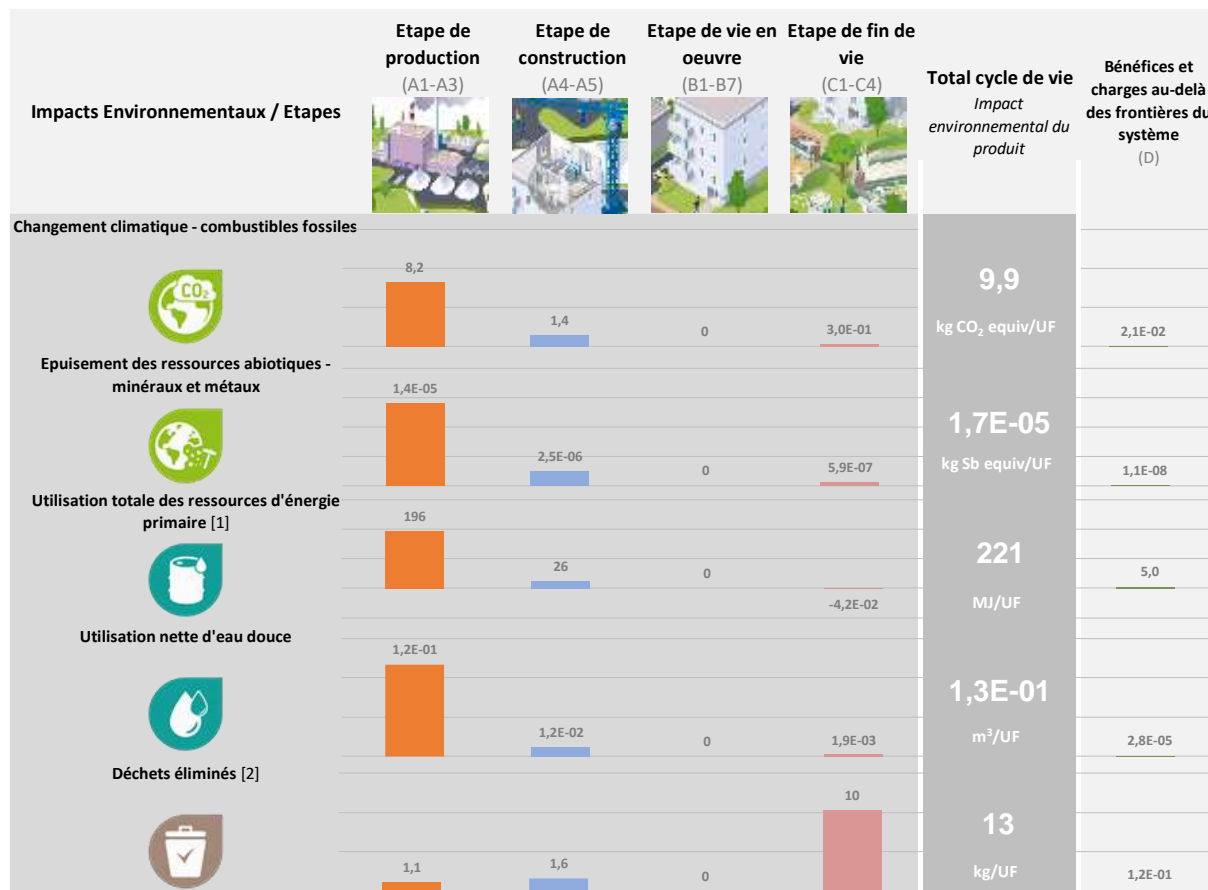 Impacts Environnementaux / Etapes
Etape de
production
(A1-A3)
Etape de
construction
(A4-A5)
Etape de vie en
oeuvre
(B1-B7)
Etape de fin de
vie
(C1-C4)
Total cycle de vie
Impact
environnemental du
produit
Bénéfices et
charges au-delà
des frontières du
système
(D)
Changement climatique - combustibles fossiles
CO2
8,2
1,4
0
3,0E-01
9,9
kg CO2 equiv/UF
2,1E-02
Epuisement des ressources abiotiques -
minéraux et métaux
1,4E-05
2,5E-06
0
5,9E-07
1,7E-05
kg Sb equiv/UF
1,1E-08
Utilisation totale des ressources d'énergie
primaire [1]
196
26
0
-4,2E-02
221
MJ/UF
5,0
Utilisation nette d'eau douce
1,2E-01
1,2E-02
0
1,9E-03
1,3E-01
m³/UF
2,8E-05
Déchets éliminés [2]
1,1
1,6
0
10
13
kg/UF
1,2E-01